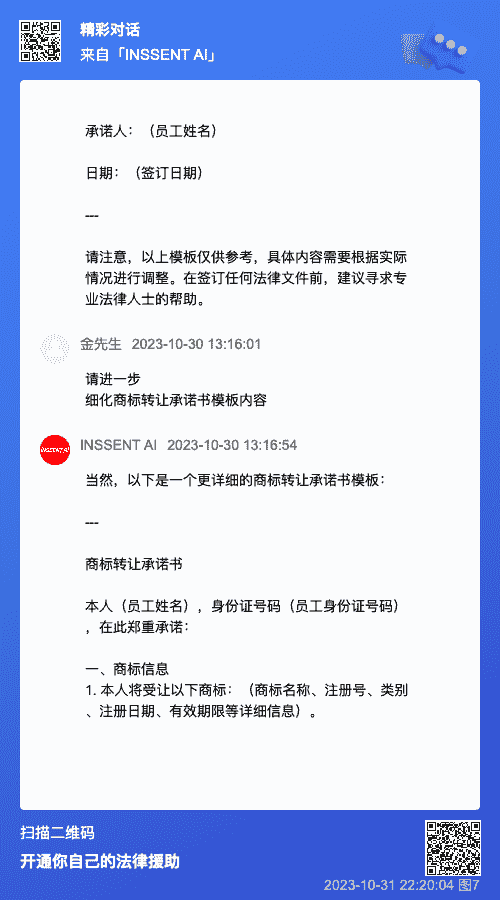 精彩对话
来自「INSSENT AI」
承诺人：（员工姓名）
日期：（签订日期）
---
请注意，以上模板仅供参考，具体内容需要根据实际
情况进行调整。在签订任何法律文件前，建议寻求专
业法律人士的帮助。
金先生 2023-10-30 13:16:01
请进一步
细化商标转让承诺书模板内容
INSSENT AI
INSSENT AI 2023-10-30 13:16:54
当然，以下是一个更详细的商标转让承诺书模板：
---
商标转让承诺书
本人（员工姓名），身份证号码（员工身份证号码）
，在此郑重承诺：
一、商标信息
1. 本人将受让以下商标：（商标名称、注册号、类别
、注册日期、有效期限等详细信息）。
扫描二维码
开通你自己的法律援助
2023-10-31 22:20:04 图7